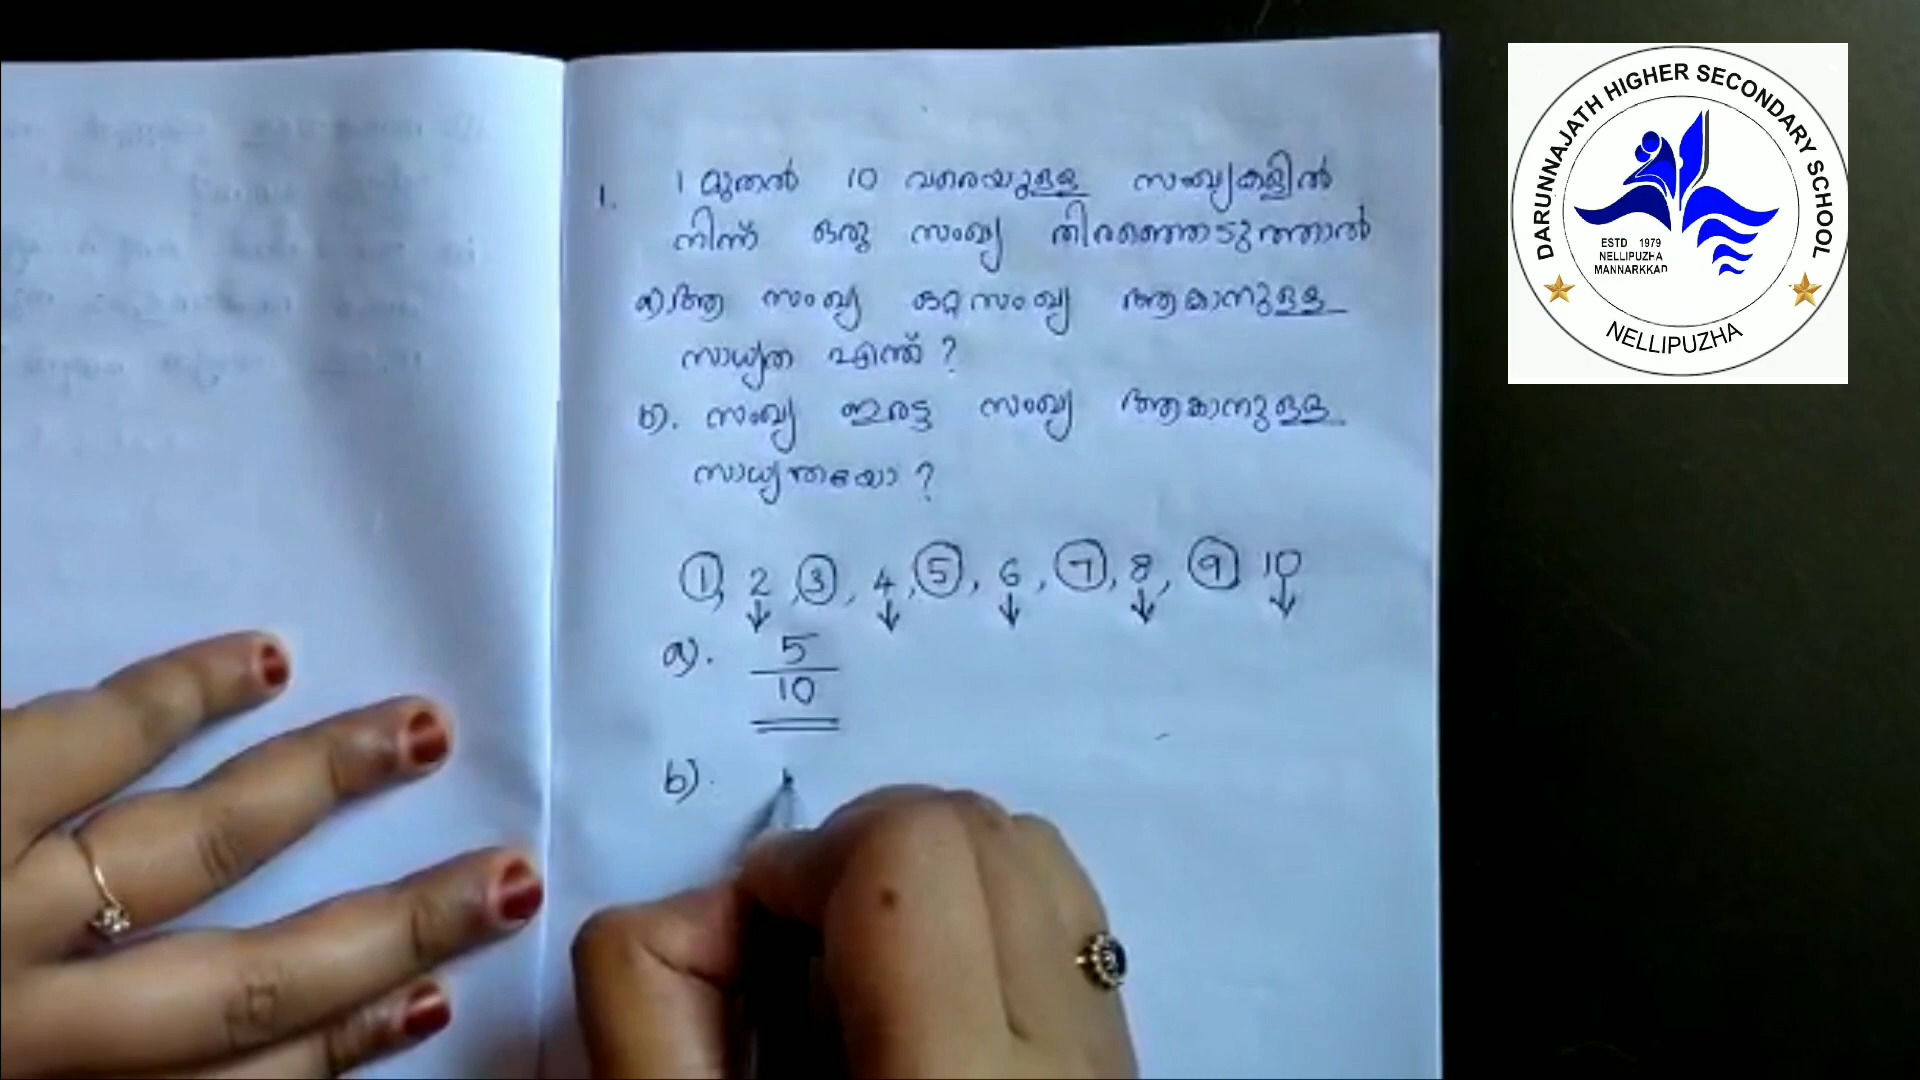 1. 1 മുതൽ 10 വരെയുള്ള സംഖ്യകളിൽ
നിന്ന് ഒരു സംഖ്യ തിരഞ്ഞെടുത്താൽ
a) ആ സംഖ്യ ഒറ്റസംഖ്യ ആകാനുള്ള
സാധ്യത എന്ത് ?
b). സംഖ്യ ഇരട്ട സംഖ്യ ആകാനുള്ള
സാധ്യതയോ ?
1, 2, 3, 4, 5, 6, 7, 8, 9 10
a). 5
10
b).
DARUNNAJATH HIGHER SECONDARY SCHOOL
ESTD 1979
NELLIPUZHA
MANNARKKAD
NELLIPUZHA